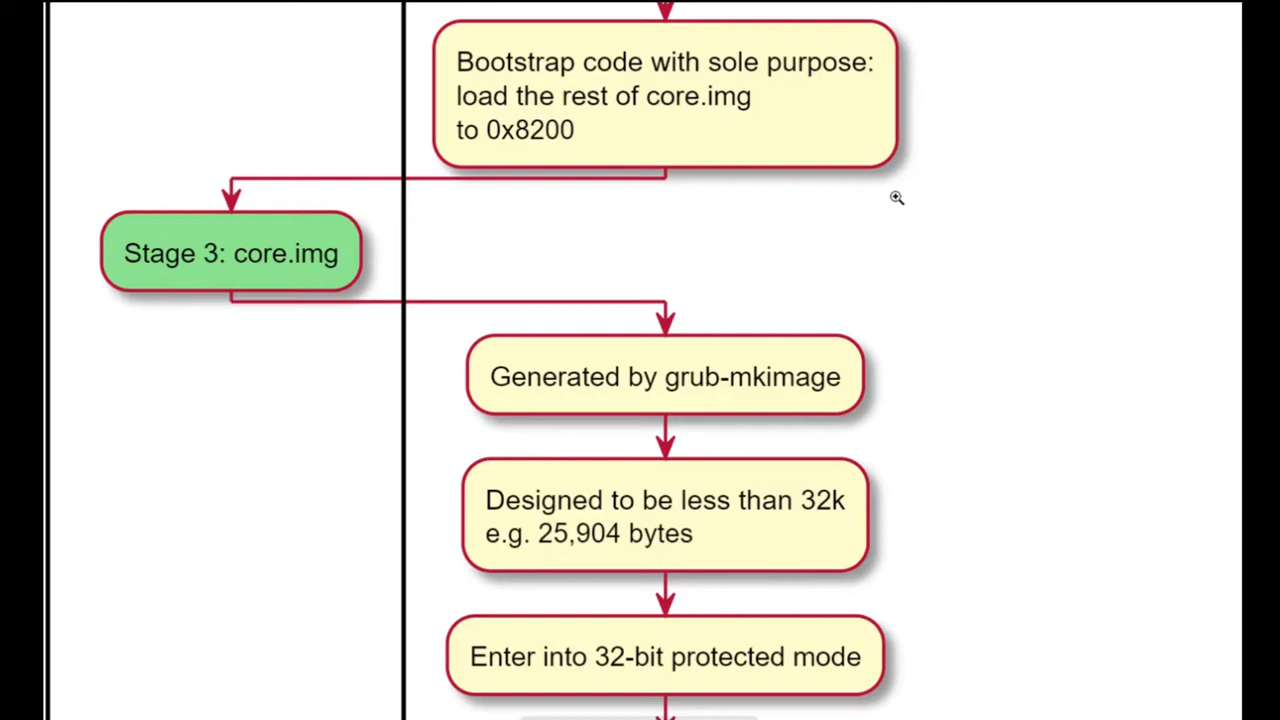 Bootstrap code with sole purpose:
load the rest of core.img
to 0x8200
Stage 3: core.img
Generated by grub-mkimage
Designed to be less than 32k
e.g. 25,904 bytes
Enter into 32-bit protected mode